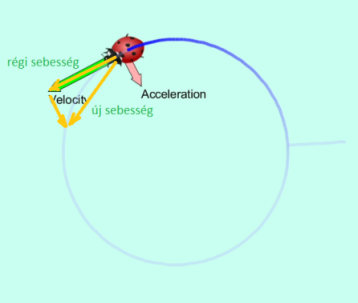 régi sebesség
Velocity
Acceleration
új sebesség